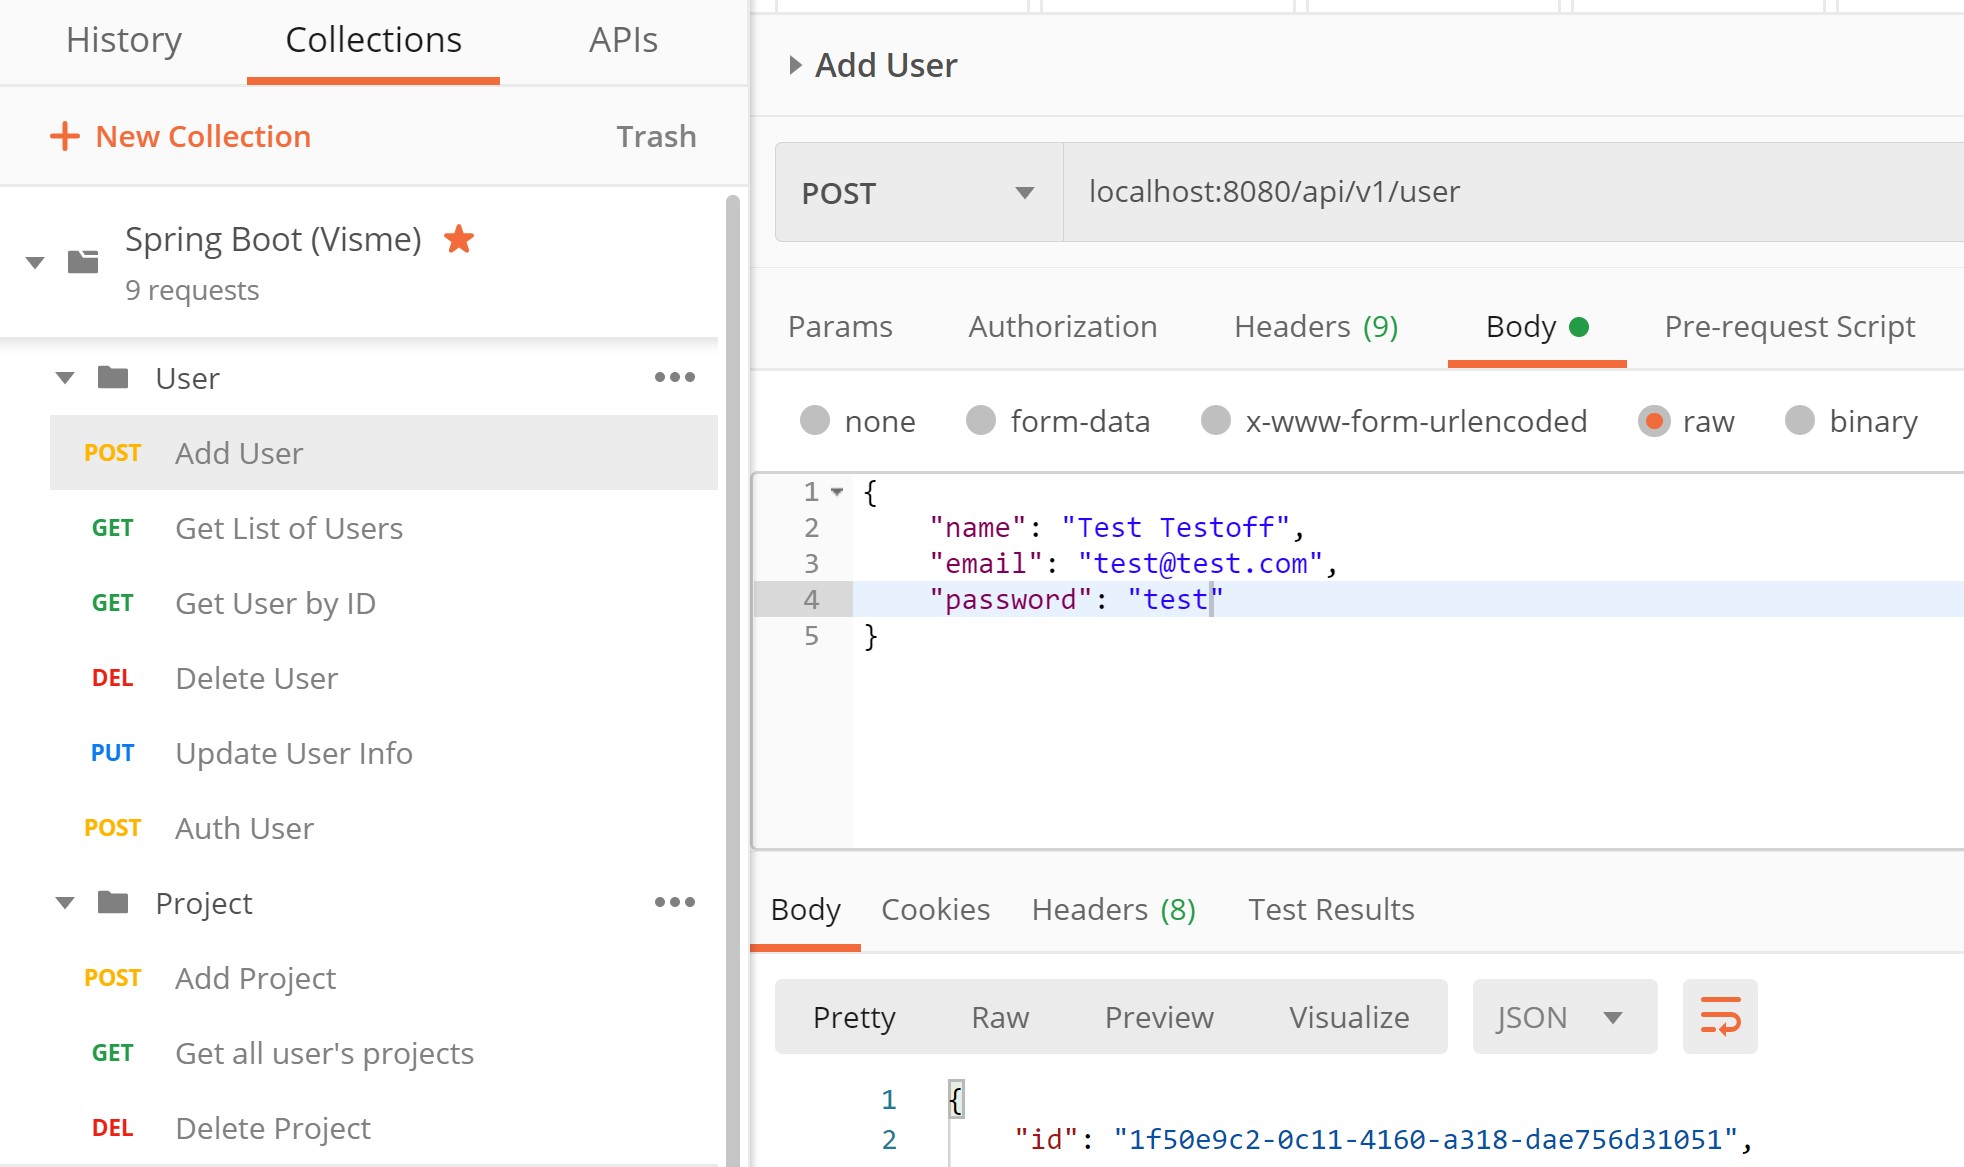 History Collections APIs
New Collection Trash
Spring Boot (Visme)
9 requests
User
POST Add User
GET Get List of Users
GET Get User by ID
DEL Delete User
PUT Update User Info
POST Auth User
Project
POST Add Project
GET Get all user's projects
DEL Delete Project
Add User
POST localhost:8080/api/v1/user
Params Authorization Headers (9) Body Pre-request Script
none form-data x-www-form-urlencoded raw binary
1 {
2 "name": "Test Testoff",
3 "email": "test@test.com",
4 "password": "test"
5 }
Body Cookies Headers (8) Test Results
Pretty Raw Preview Visualize JSON
1 {
2 "id": "1f50e9c2-0c11-4160-a318-dae756d31051",